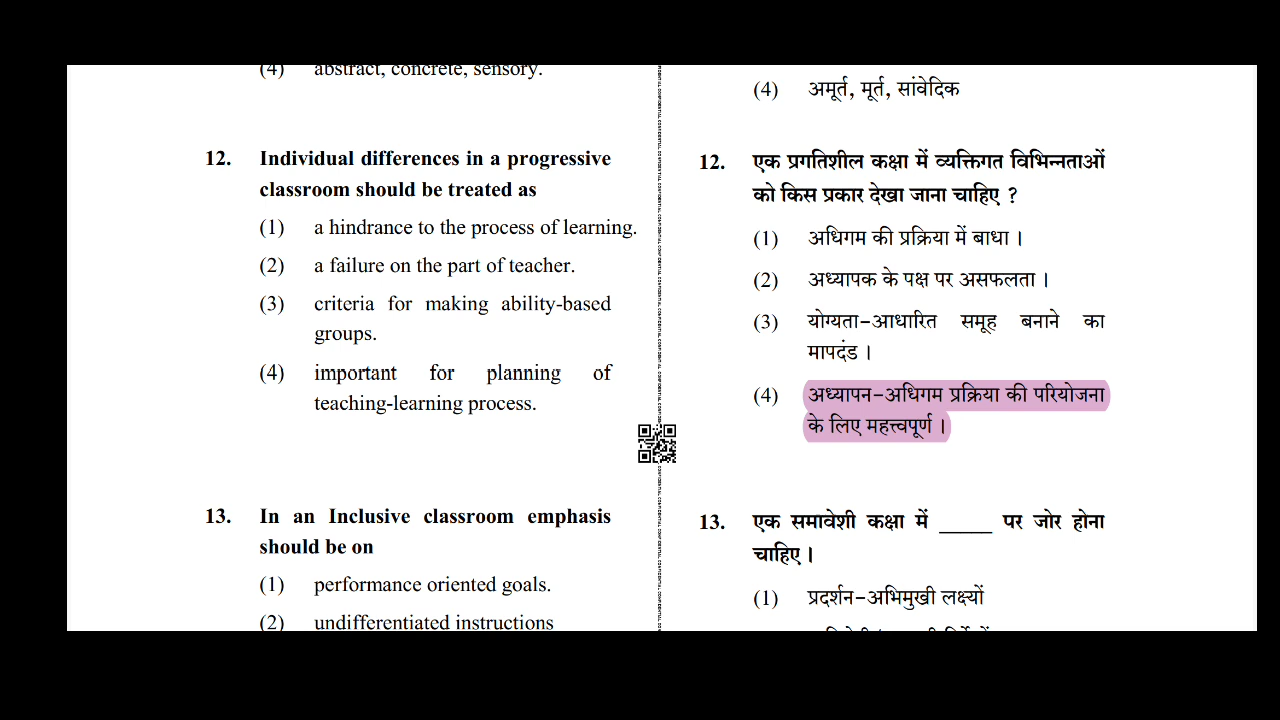 (4) abstract, concrete, sensory.
12. Individual differences in a progressive
classroom should be treated as
(1) a hindrance to the process of learning.
(2) a failure on the part of teacher.
(3) criteria for making ability-based
groups.
(4) important for planning of
teaching-learning process.
13. In an Inclusive classroom emphasis
should be on
(1) performance oriented goals.
(2) undifferentiated instructions
(4) अमूर्त, मूर्त, सांवेदिक
12. एक प्रगतिशील कक्षा में व्यक्तिगत विभिन्नताओं
को किस प्रकार देखा जाना चाहिए ?
(1) अधिगम की प्रक्रिया में बाधा ।
(2) अध्यापक के पक्ष पर असफलता ।
(3) योग्यता-आधारित समूह बनाने का
मापदंड ।
(4) अध्यापन-अधिगम प्रक्रिया की परियोजना
के लिए महत्त्वपूर्ण ।
13. एक समावेशी कक्षा में _____ पर जोर होना
चाहिए ।
(1) प्रदर्शन-अभिमुखी लक्ष्यों